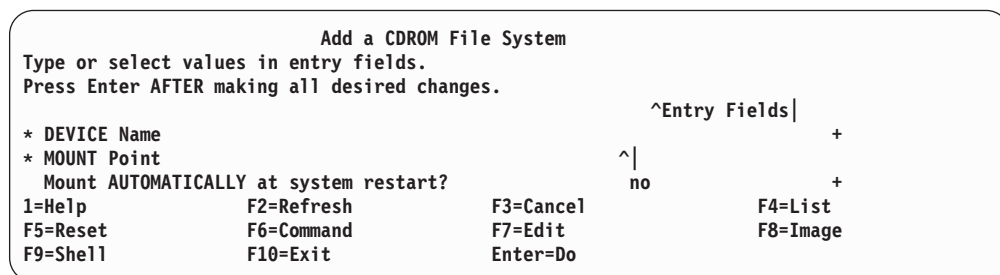 Add a CDROM File System
Type or select values in entry fields.
Press Enter AFTER making all desired changes.
^Entry Fields|
* DEVICE Name +
* MOUNT Point ^|
Mount AUTOMATICALLY at system restart? no +
1=Help F2=Refresh F3=Cancel F4=List
F5=Reset F6=Command F7=Edit F8=Image
F9=Shell F10=Exit Enter=Do